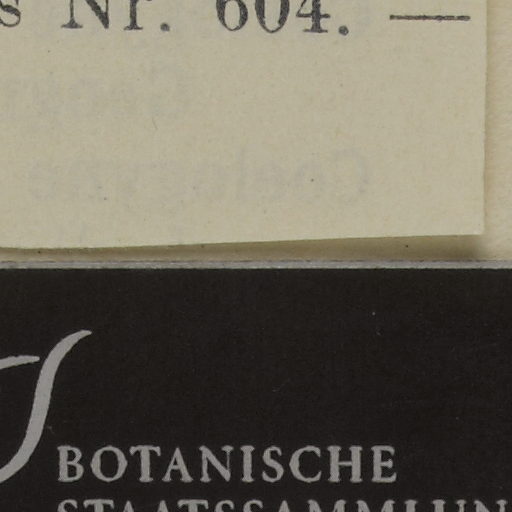 s Nr. 604. —
BOTANISCHE
STAATSSAMMLUN